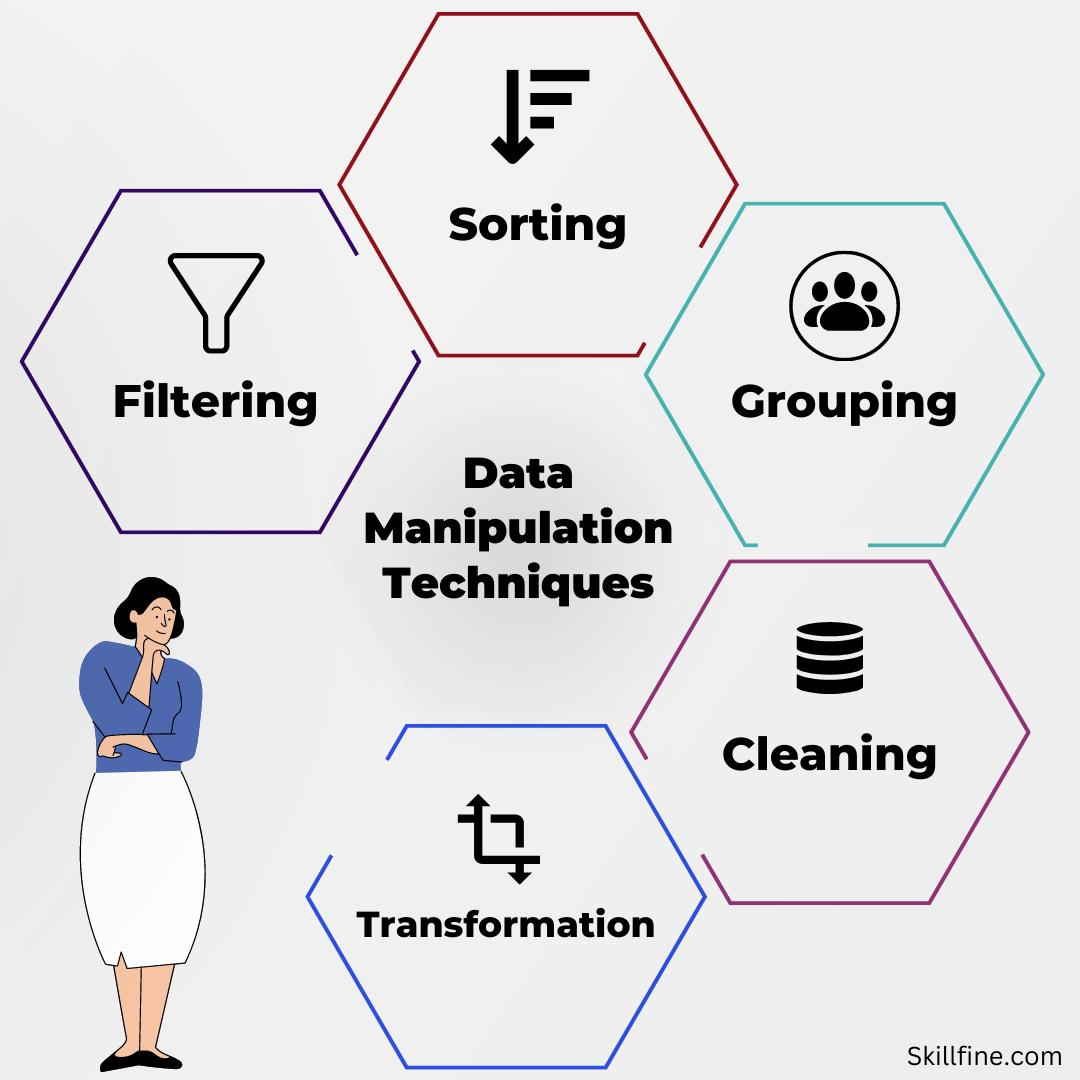 Sorting
Filtering
Grouping
Data
Manipulation
Techniques
Cleaning
Transformation
Skillfine.com